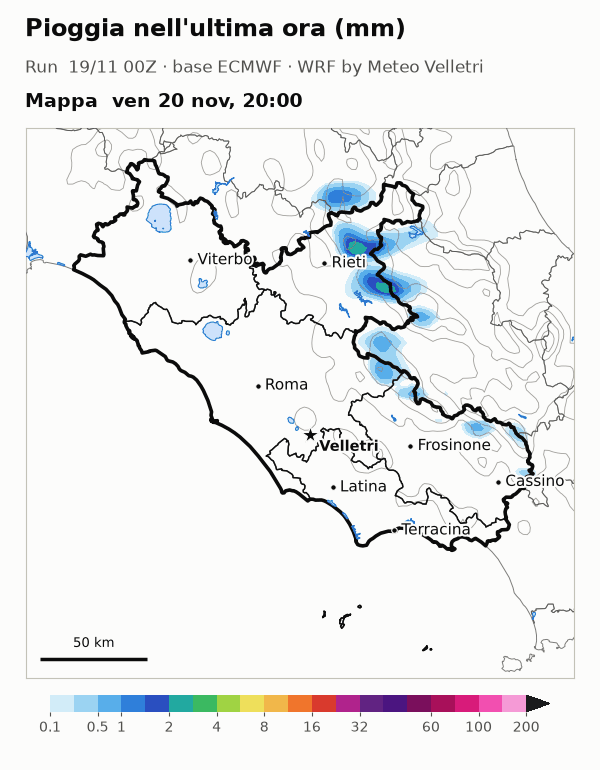 Pioggia nell'ultima ora (mm)
Run  19/11 00Z · base ECMWF · WRF by Meteo Velletri
Mappa  ven 20 nov, 20:00
Viterbo
Rieti
Roma
Velletri
Frosinone
Cassino
Latina
Terracina
50 km
0.1 0.5 1 2 4 8 16 32 60 100 200